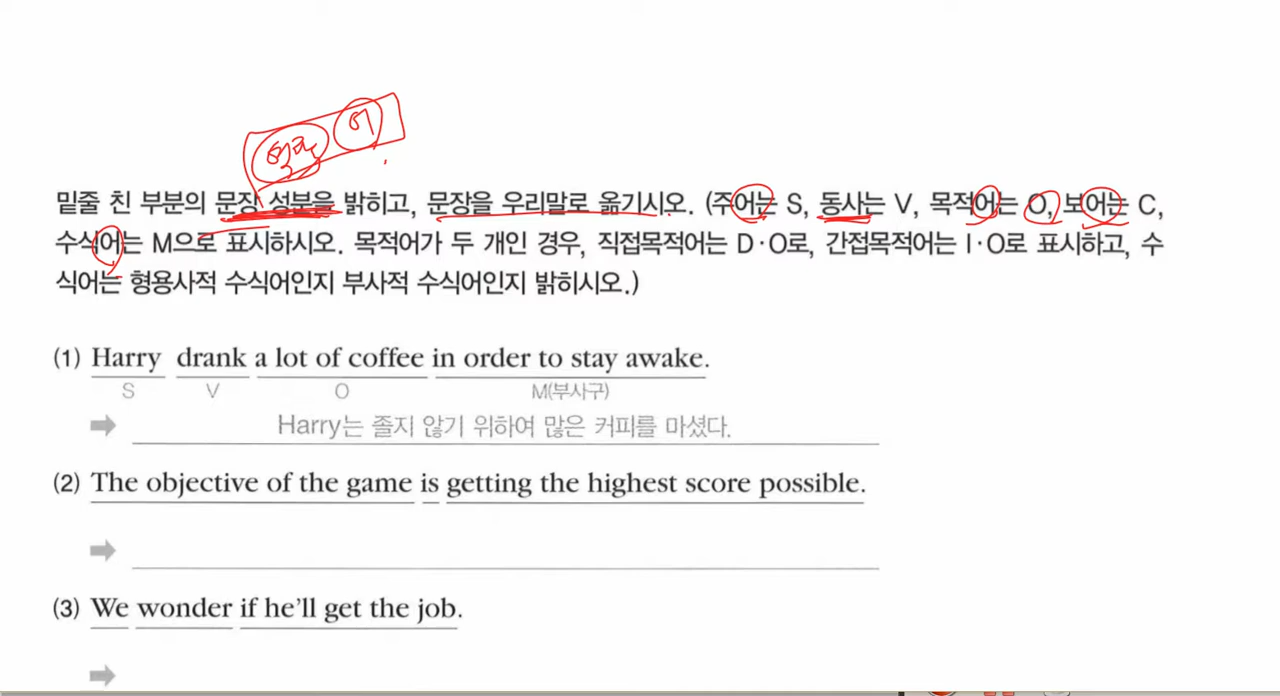 어
밑줄 친 부분의 문장 성분을 밝히고, 문장을 우리말로 옮기시오. (주어는 S, 동사는 V, 목적어는 O, 보어는 C,
수식어는 M으로 표시하시오. 목적어가 두 개인 경우, 직접목적어는 D·O로, 간접목적어는 I·O로 표시하고, 수
식어는 형용사적 수식어인지 부사적 수식어인지 밝히시오.)
(1) Harry drank a lot of coffee in order to stay awake.
S V O M(부사구)
➡ Harry는 졸지 않기 위하여 많은 커피를 마셨다.
(2) The objective of the game is getting the highest score possible.
➡
(3) We wonder if he'll get the job.
➡